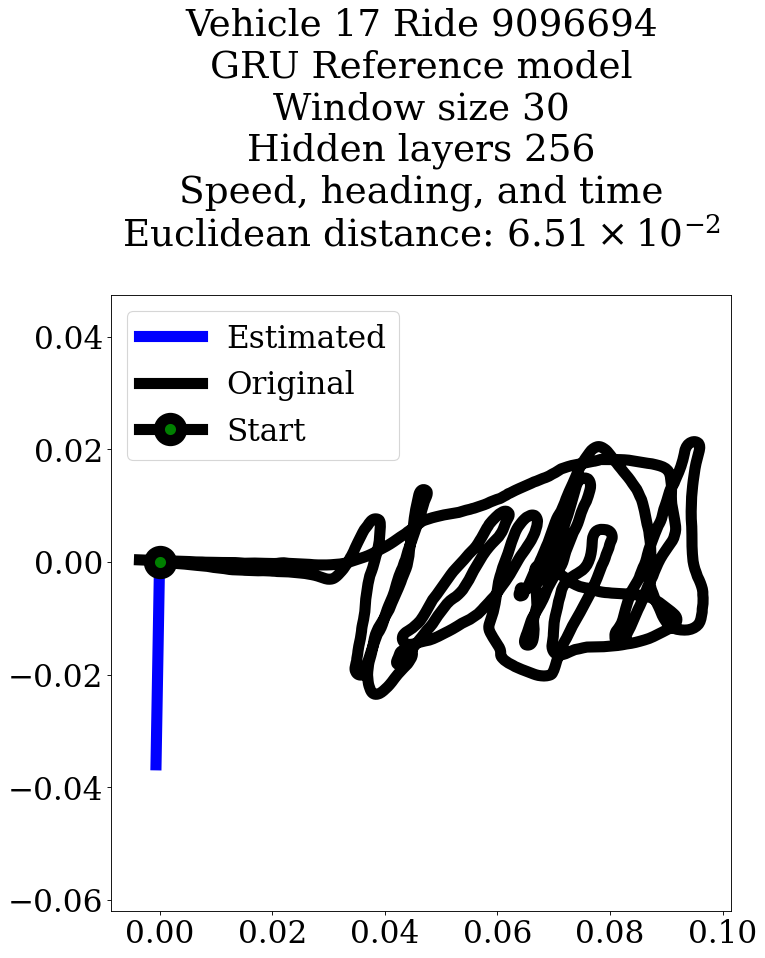 Vehicle 17 Ride 9096694
GRU Reference model
Window size 30
Hidden layers 256
Speed, heading, and time
Euclidean distance: 6.51 × 10⁻²
Estimated
Original
Start
0.04
0.02
0.00
−0.02
−0.04
−0.06
0.00 0.02 0.04 0.06 0.08 0.10